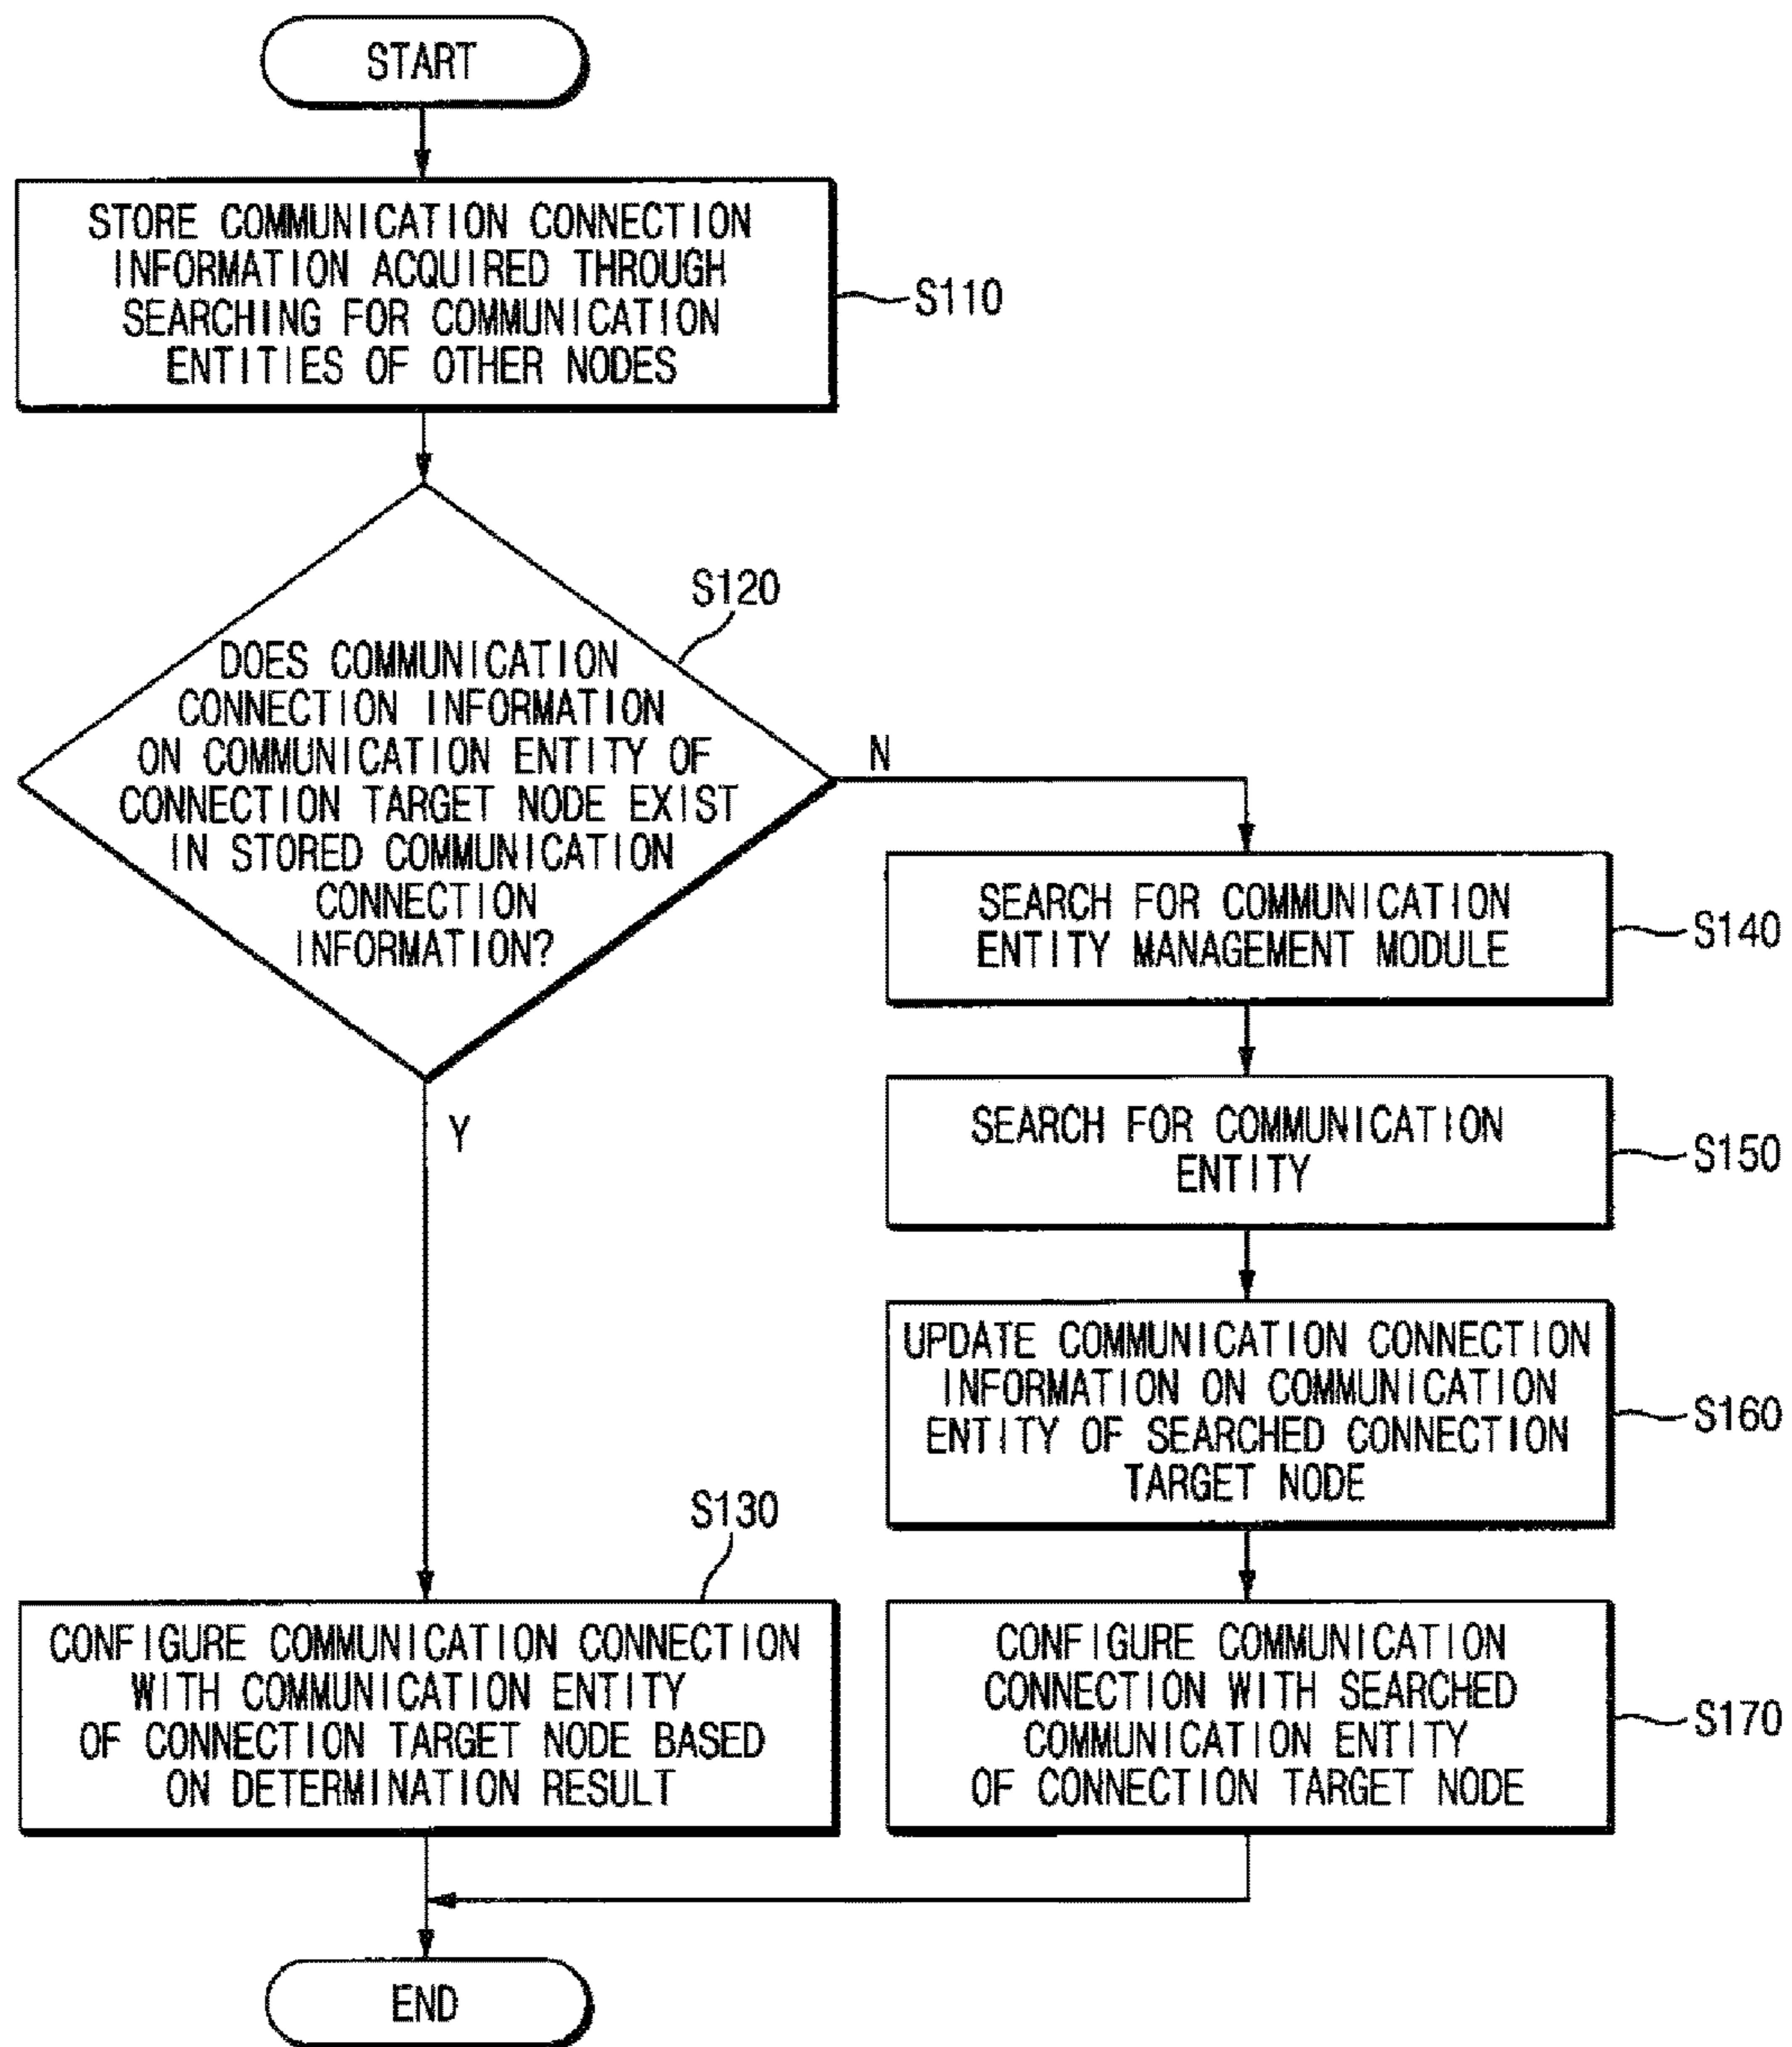 START
STORE COMMUNICATION CONNECTION
INFORMATION ACQUIRED THROUGH
SEARCHING FOR COMMUNICATION
ENTITIES OF OTHER NODES
S110
S120
DOES COMMUNICATION
CONNECTION INFORMATION
ON COMMUNICATION ENTITY OF
CONNECTION TARGET NODE EXIST
IN STORED COMMUNICATION
CONNECTION
INFORMATION?
N
Y
SEARCH FOR COMMUNICATION
ENTITY MANAGEMENT MODULE
S140
SEARCH FOR COMMUNICATION
ENTITY
S150
UPDATE COMMUNICATION CONNECTION
INFORMATION ON COMMUNICATION
ENTITY OF SEARCHED CONNECTION
TARGET NODE
S160
S130
CONFIGURE COMMUNICATION CONNECTION
WITH COMMUNICATION ENTITY
OF CONNECTION TARGET NODE BASED
ON DETERMINATION RESULT
CONFIGURE COMMUNICATION
CONNECTION WITH SEARCHED
COMMUNICATION ENTITY
OF CONNECTION TARGET NODE
S170
END